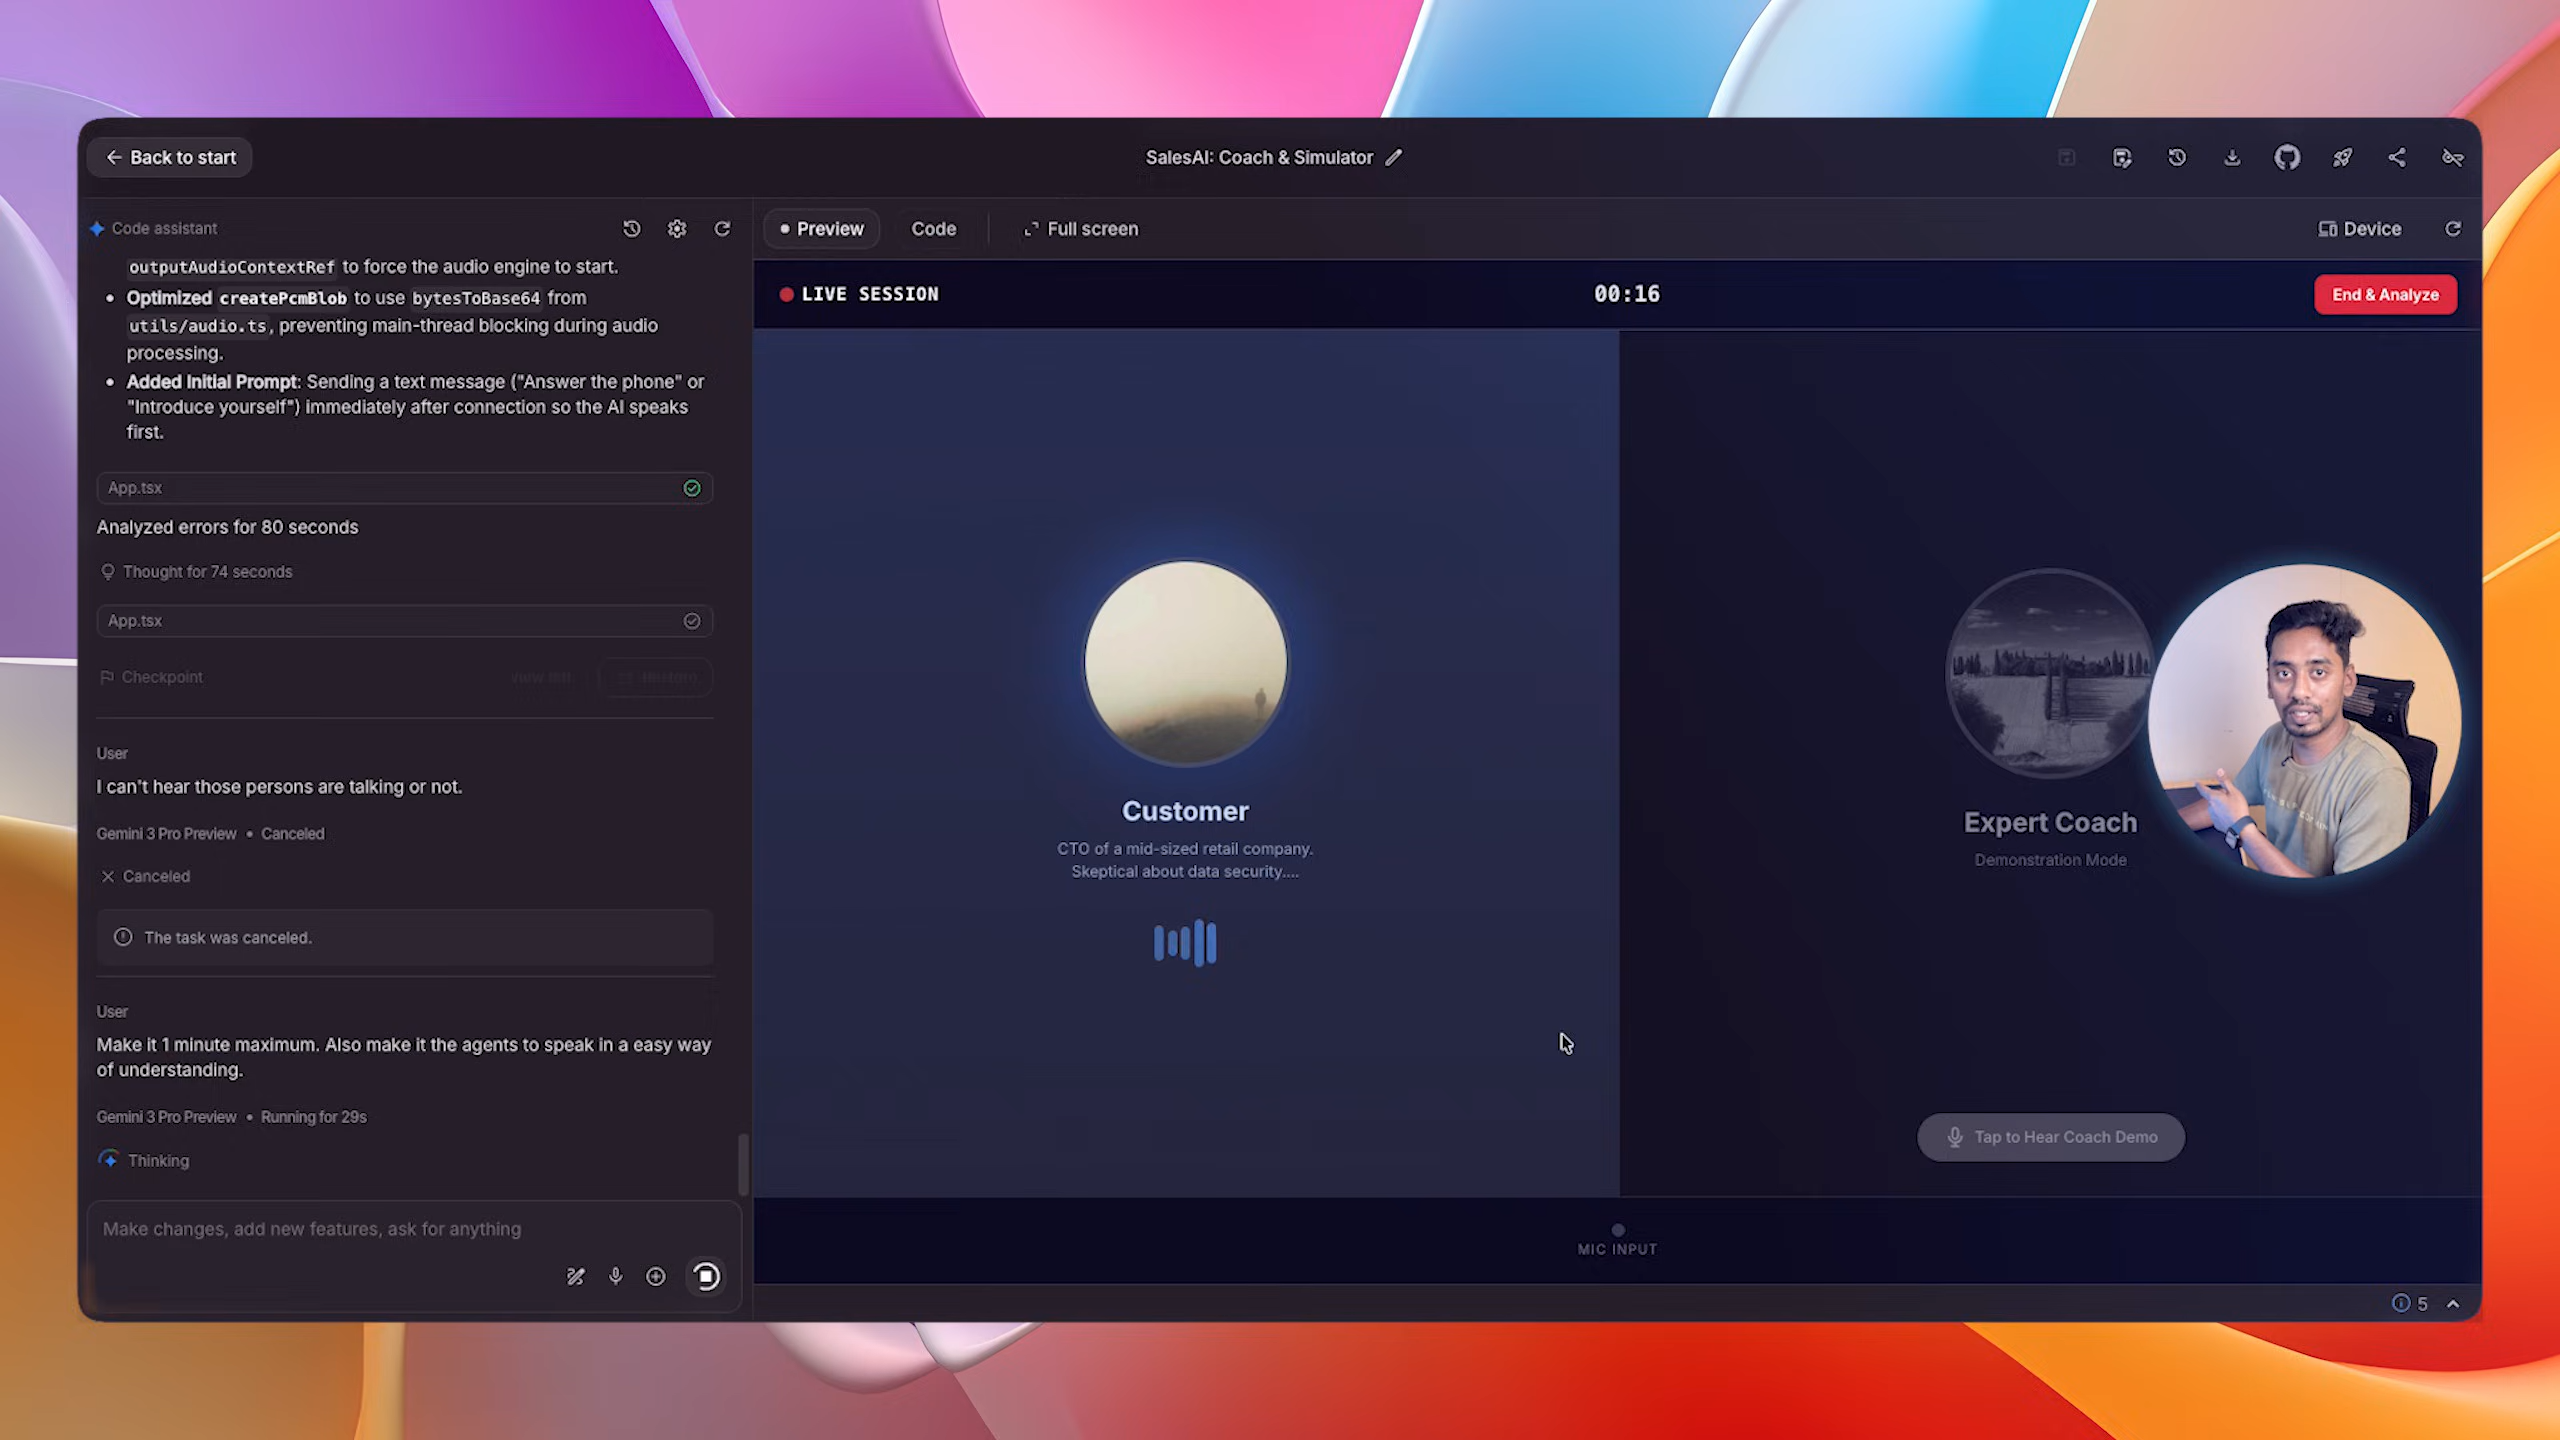 Back to start
SalesAI: Coach & Simulator
Code assistant
Preview
Code
Full screen
Device
outputAudioContextRef to force the audio engine to start.
• Optimized createPcmBlob to use bytesToBase64 from
utils/audio.ts, preventing main-thread blocking during audio
processing.
• Added Initial Prompt: Sending a text message ("Answer the phone" or
"Introduce yourself") immediately after connection so the AI speaks
first.
App.tsx
Analyzed errors for 80 seconds
Thought for 74 seconds
App.tsx
Checkpoint
User
I can't hear those persons are talking or not.
Gemini 3 Pro Preview • Canceled
Canceled
The task was canceled.
User
Make it 1 minute maximum. Also make it the agents to speak in a easy way
of understanding.
Gemini 3 Pro Preview • Running for 29s
Thinking
Make changes, add new features, ask for anything
LIVE SESSION
00:16
End & Analyze
Customer
CTO of a mid-sized retail company.
Skeptical about data security....
Expert Coach
Demonstration Mode
Tap to Hear Coach Demo
MIC INPUT
5